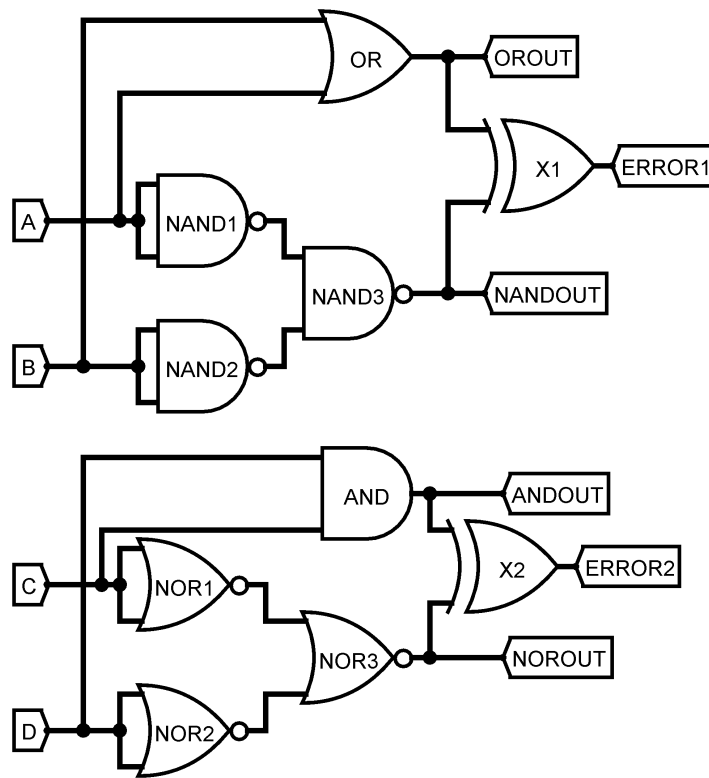 OR
OROUT
X1
ERROR1
A
NAND1
NAND3
NANDOUT
B
NAND2
AND
ANDOUT
X2
ERROR2
C
NOR1
NOR3
NOROUT
D
NOR2